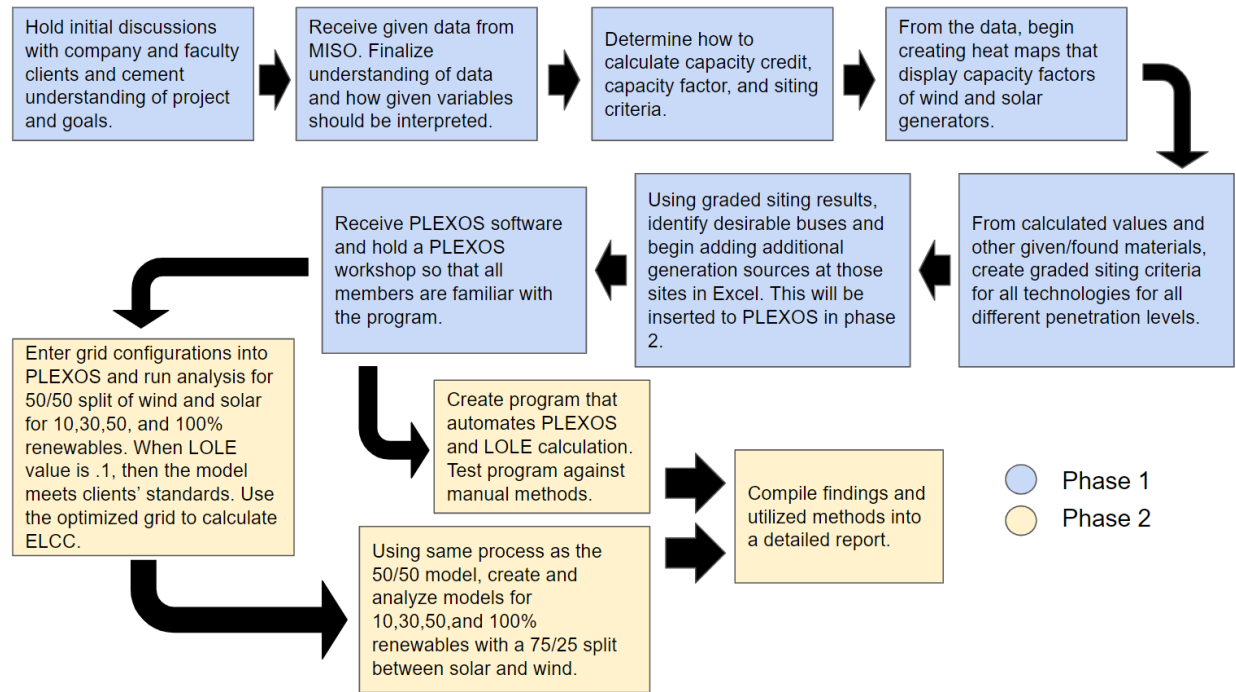 Hold initial discussions
with company and faculty
clients and cement
understanding of project
and goals.
Receive given data from
MISO. Finalize
understanding of data
and how given variables
should be interpreted.
Determine how to
calculate capacity credit,
capacity factor, and siting
criteria.
From the data, begin
creating heat maps that
display capacity factors
of wind and solar
generators.
From calculated values and
other given/found materials,
create graded siting criteria
for all technologies for all
different penetration levels.
Using graded siting results,
identify desirable buses and
begin adding additional
generation sources at those
sites in Excel. This will be
inserted to PLEXOS in phase
2.
Receive PLEXOS software
and hold a PLEXOS
workshop so that all
members are familiar with
the program.
Enter grid configurations into
PLEXOS and run analysis for
50/50 split of wind and solar
for 10,30,50, and 100%
renewables. When LOLE
value is .1, then the model
meets clients’ standards. Use
the optimized grid to calculate
ELCC.
Create program that
automates PLEXOS
and LOLE calculation.
Test program against
manual methods.
Using same process as the
50/50 model, create and
analyze models for
10,30,50,and 100%
renewables with a 75/25 split
between solar and wind.
Compile findings and
utilized methods into
a detailed report.
Phase 1
Phase 2